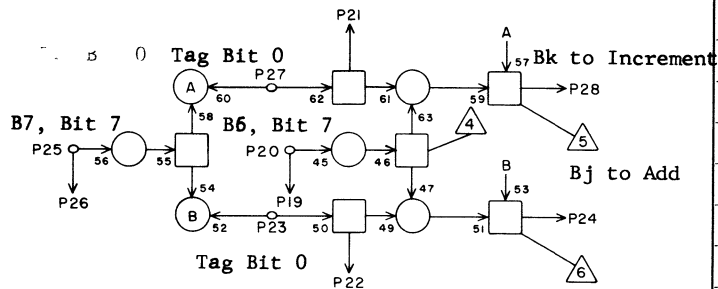 P21
B 0 Tag Bit 0
A
P27
57
Bk to Increment
A
60
62
61
59
P28
58
63
4
5
B7, Bit 7
B6, Bit 7
P25
56
55
P20
45
46
Bj to Add
P26
54
P19
47
B
53
B
52
P23
50
49
51
P24
Tag Bit 0
P22
6